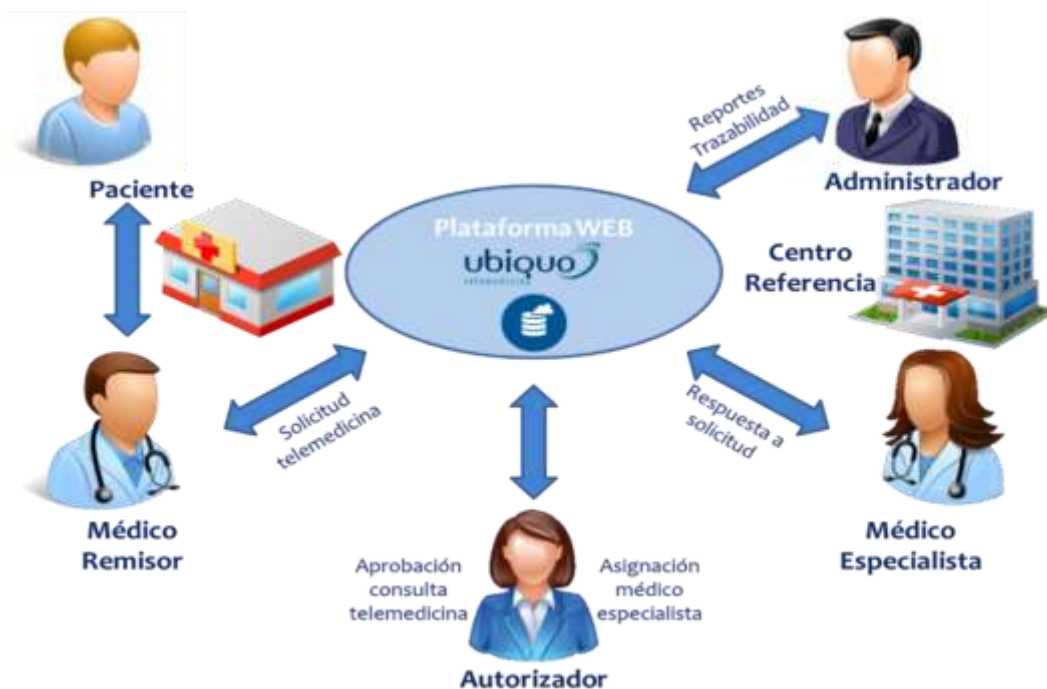 Paciente
Reportes
Trazabilidad
Administrador
Plataforma WEB
ubiquo
TELEMEDICINA
Centro
Referencia
Solicitud
telemedicina
Respuesta a
solicitud
Médico
Remisor
Médico
Especialista
Aprobación
consulta
telemedicina
Asignación
médico
especialista
Autorizador